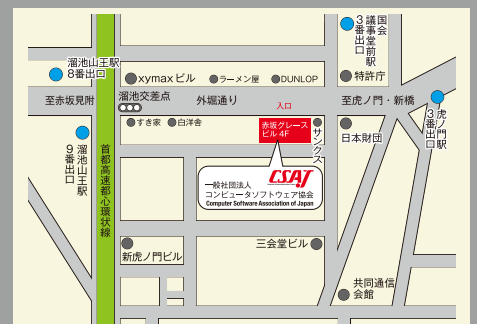 国会
議事堂前駅
3番出口
溜池山王駅
8番出口
xymaxビル
ラーメン屋
DUNLOP
特許庁
至赤坂見附
溜池交差点
外堀通り
入口
至虎ノ門・新橋
虎ノ門駅
3番出口
すき家
白洋舎
赤坂グレース
ビル 4F
サンクス
日本財団
溜池山王駅
9番出口
首都高速都心環状線
CSAJ
一般社団法人
コンピュータソフトウェア協会
Computer Software Association of Japan
新虎ノ門ビル
三会堂ビル
共同通信
会館